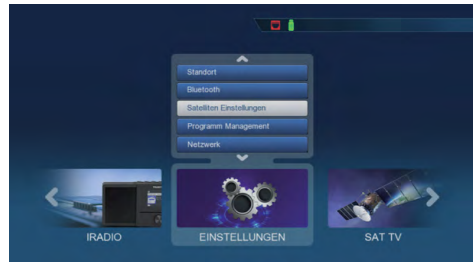 Standort
Bluetooth
Satelliten Einstellungen
Programm Management
Netzwerk
IRADIO
EINSTELLUNGEN
SAT TV